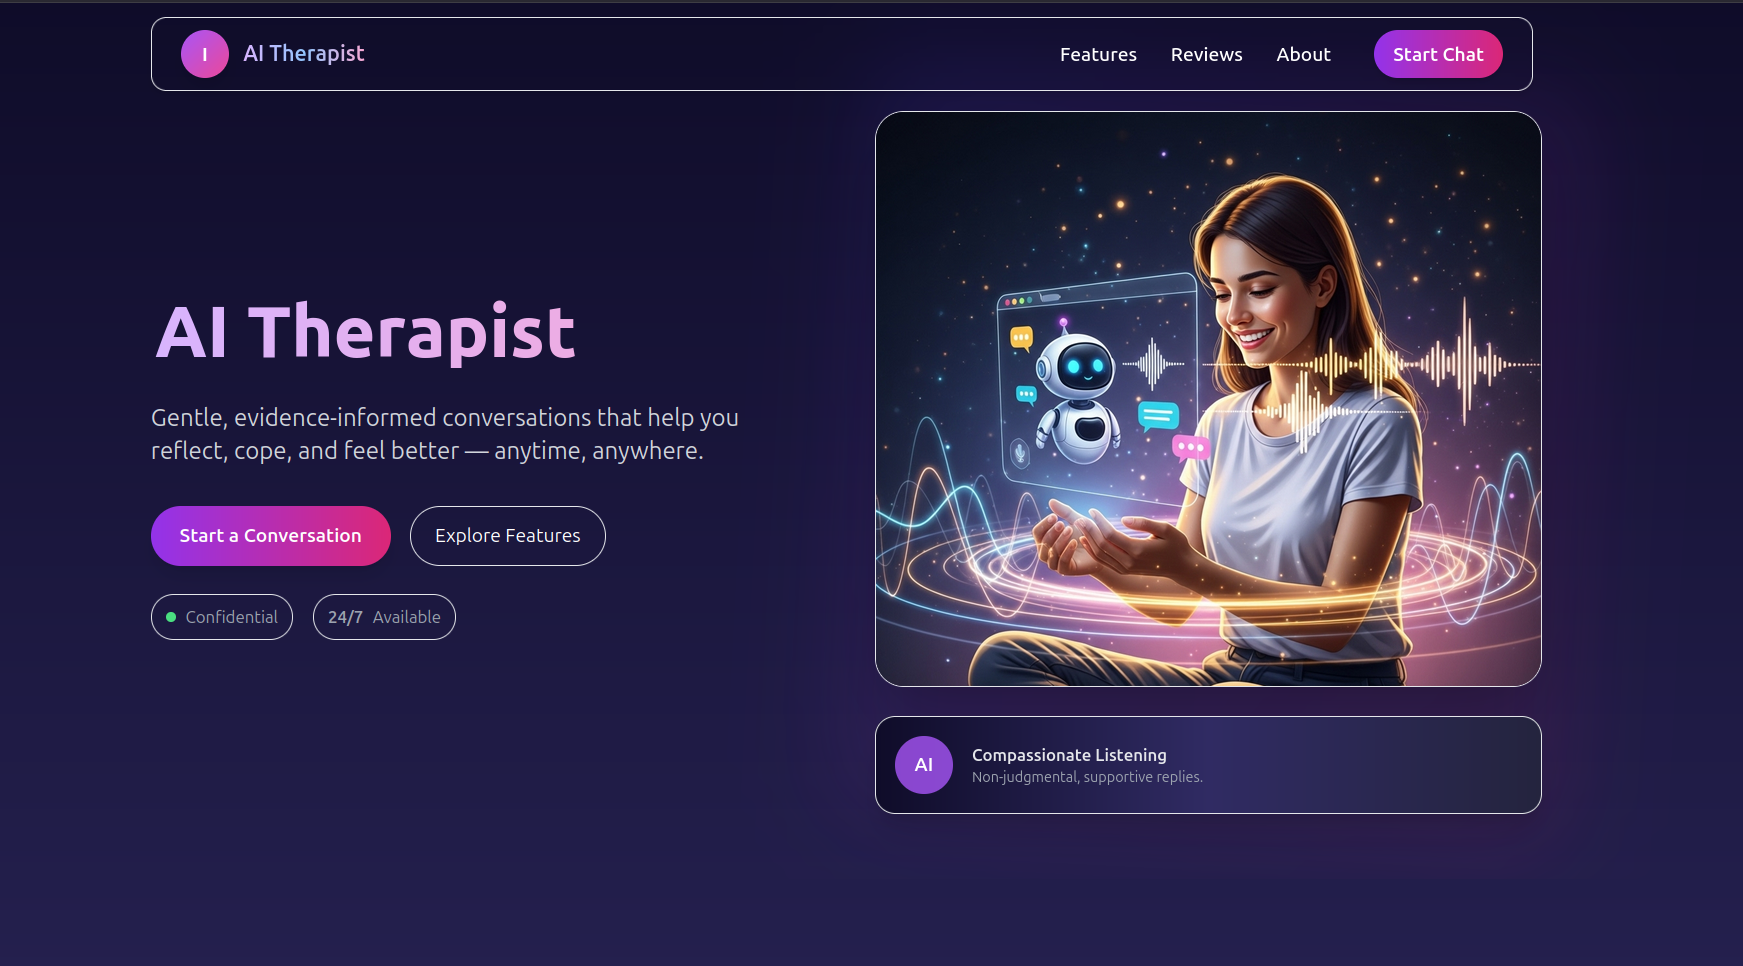 I AI Therapist Features Reviews About Start Chat
AI Therapist
Gentle, evidence-informed conversations that help you
reflect, cope, and feel better — anytime, anywhere.
Start a Conversation Explore Features
Confidential 24/7 Available
AI Compassionate Listening
Non-judgmental, supportive replies.